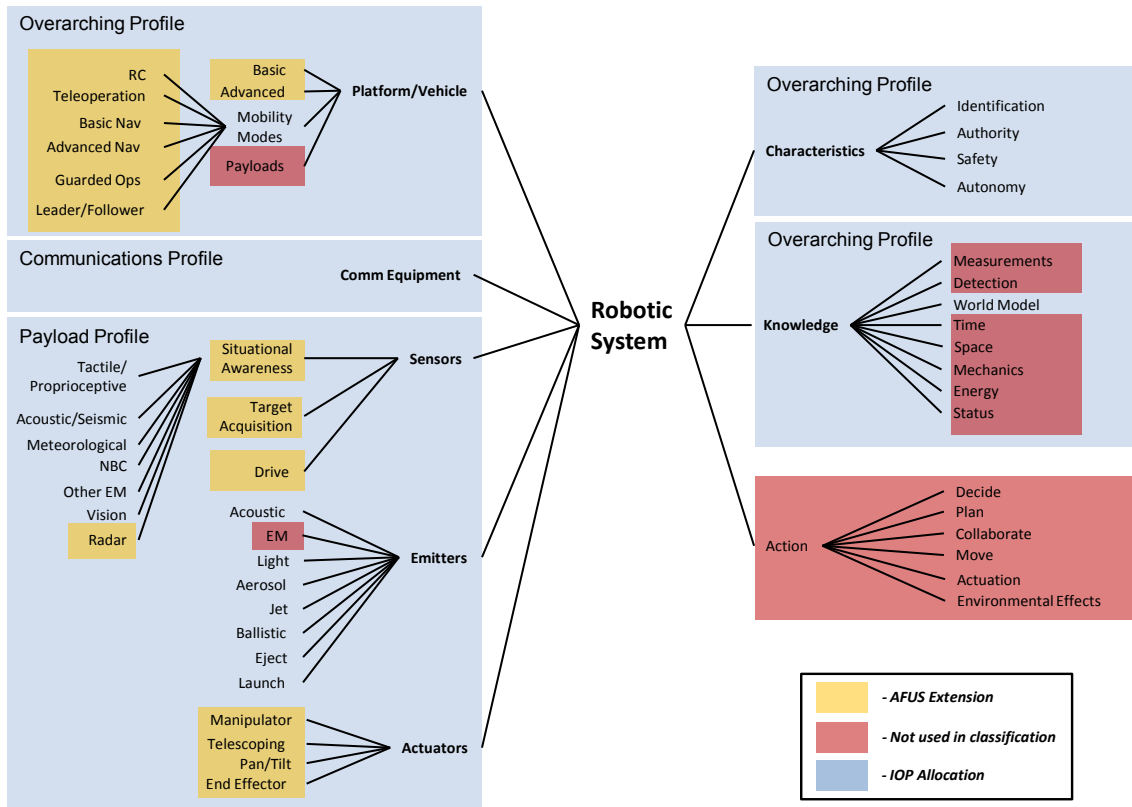 Overarching Profile
RC
Teleoperation
Basic Nav
Advanced Nav
Guarded Ops
Leader/Follower
Basic
Advanced
Mobility
Modes
Payloads
Platform/Vehicle
Communications Profile
Comm Equipment
Payload Profile
Tactile/
Proprioceptive
Acoustic/Seismic
Meteorological
NBC
Other EM
Vision
Radar
Situational
Awareness
Target
Acquisition
Drive
Sensors
Acoustic
EM
Light
Aerosol
Jet
Ballistic
Eject
Launch
Emitters
Manipulator
Telescoping
Pan/Tilt
End Effector
Actuators
Robotic
System
Overarching Profile
Characteristics
Identification
Authority
Safety
Autonomy
Overarching Profile
Knowledge
Measurements
Detection
World Model
Time
Space
Mechanics
Energy
Status
Action
Decide
Plan
Collaborate
Move
Actuation
Environmental Effects
- AFUS Extension
- Not used in classification
- IOP Allocation